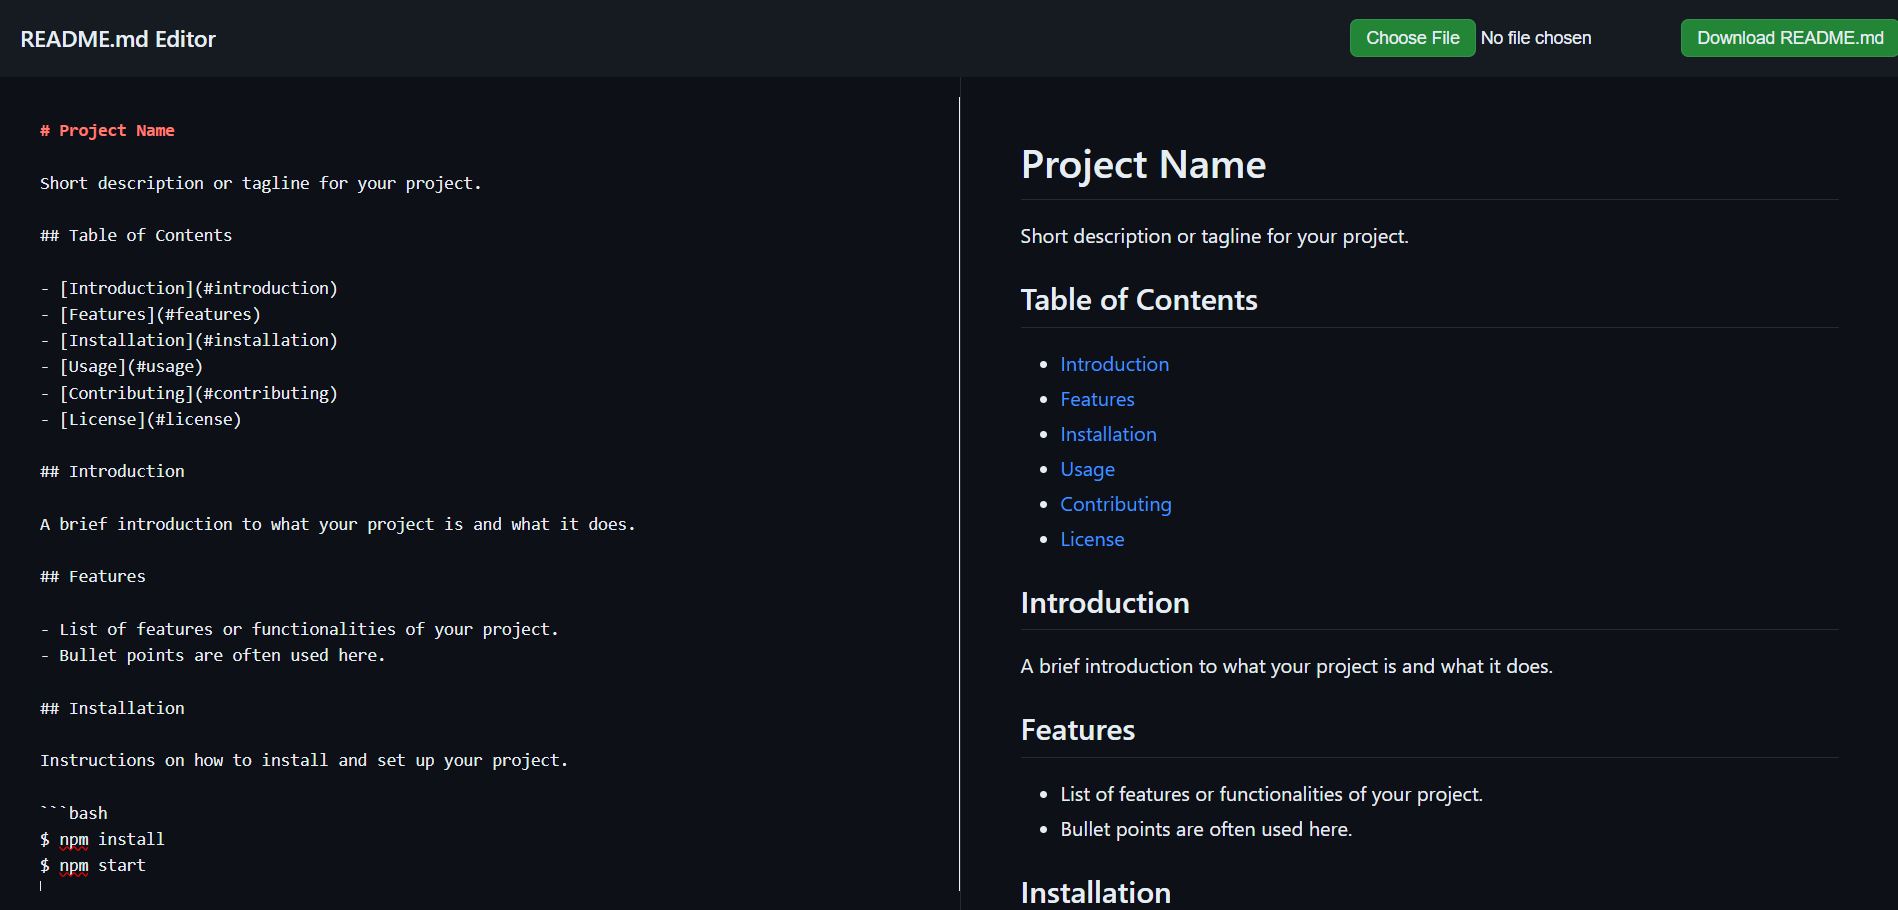 README.md Editor
Choose File No file chosen
Download README.md
# Project Name
Short description or tagline for your project.
## Table of Contents
- [Introduction](#introduction)
- [Features](#features)
- [Installation](#installation)
- [Usage](#usage)
- [Contributing](#contributing)
- [License](#license)
## Introduction
A brief introduction to what your project is and what it does.
## Features
- List of features or functionalities of your project.
- Bullet points are often used here.
## Installation
Instructions on how to install and set up your project.
```bash
$ npm install
$ npm start
Project Name
Short description or tagline for your project.
Table of Contents
• Introduction
• Features
• Installation
• Usage
• Contributing
• License
Introduction
A brief introduction to what your project is and what it does.
Features
• List of features or functionalities of your project.
• Bullet points are often used here.
Installation